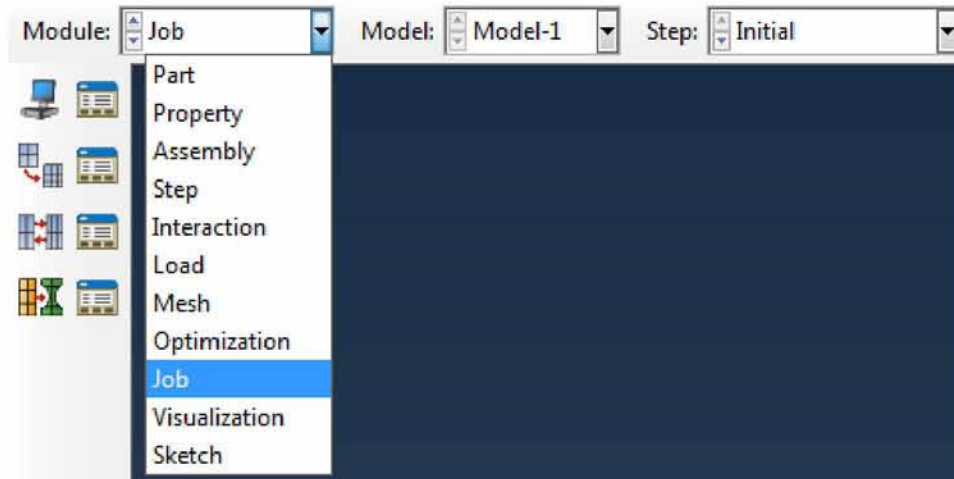 Module: Job Model: Model-1 Step: Initial
Part
Property
Assembly
Step
Interaction
Load
Mesh
Optimization
Job
Visualization
Sketch